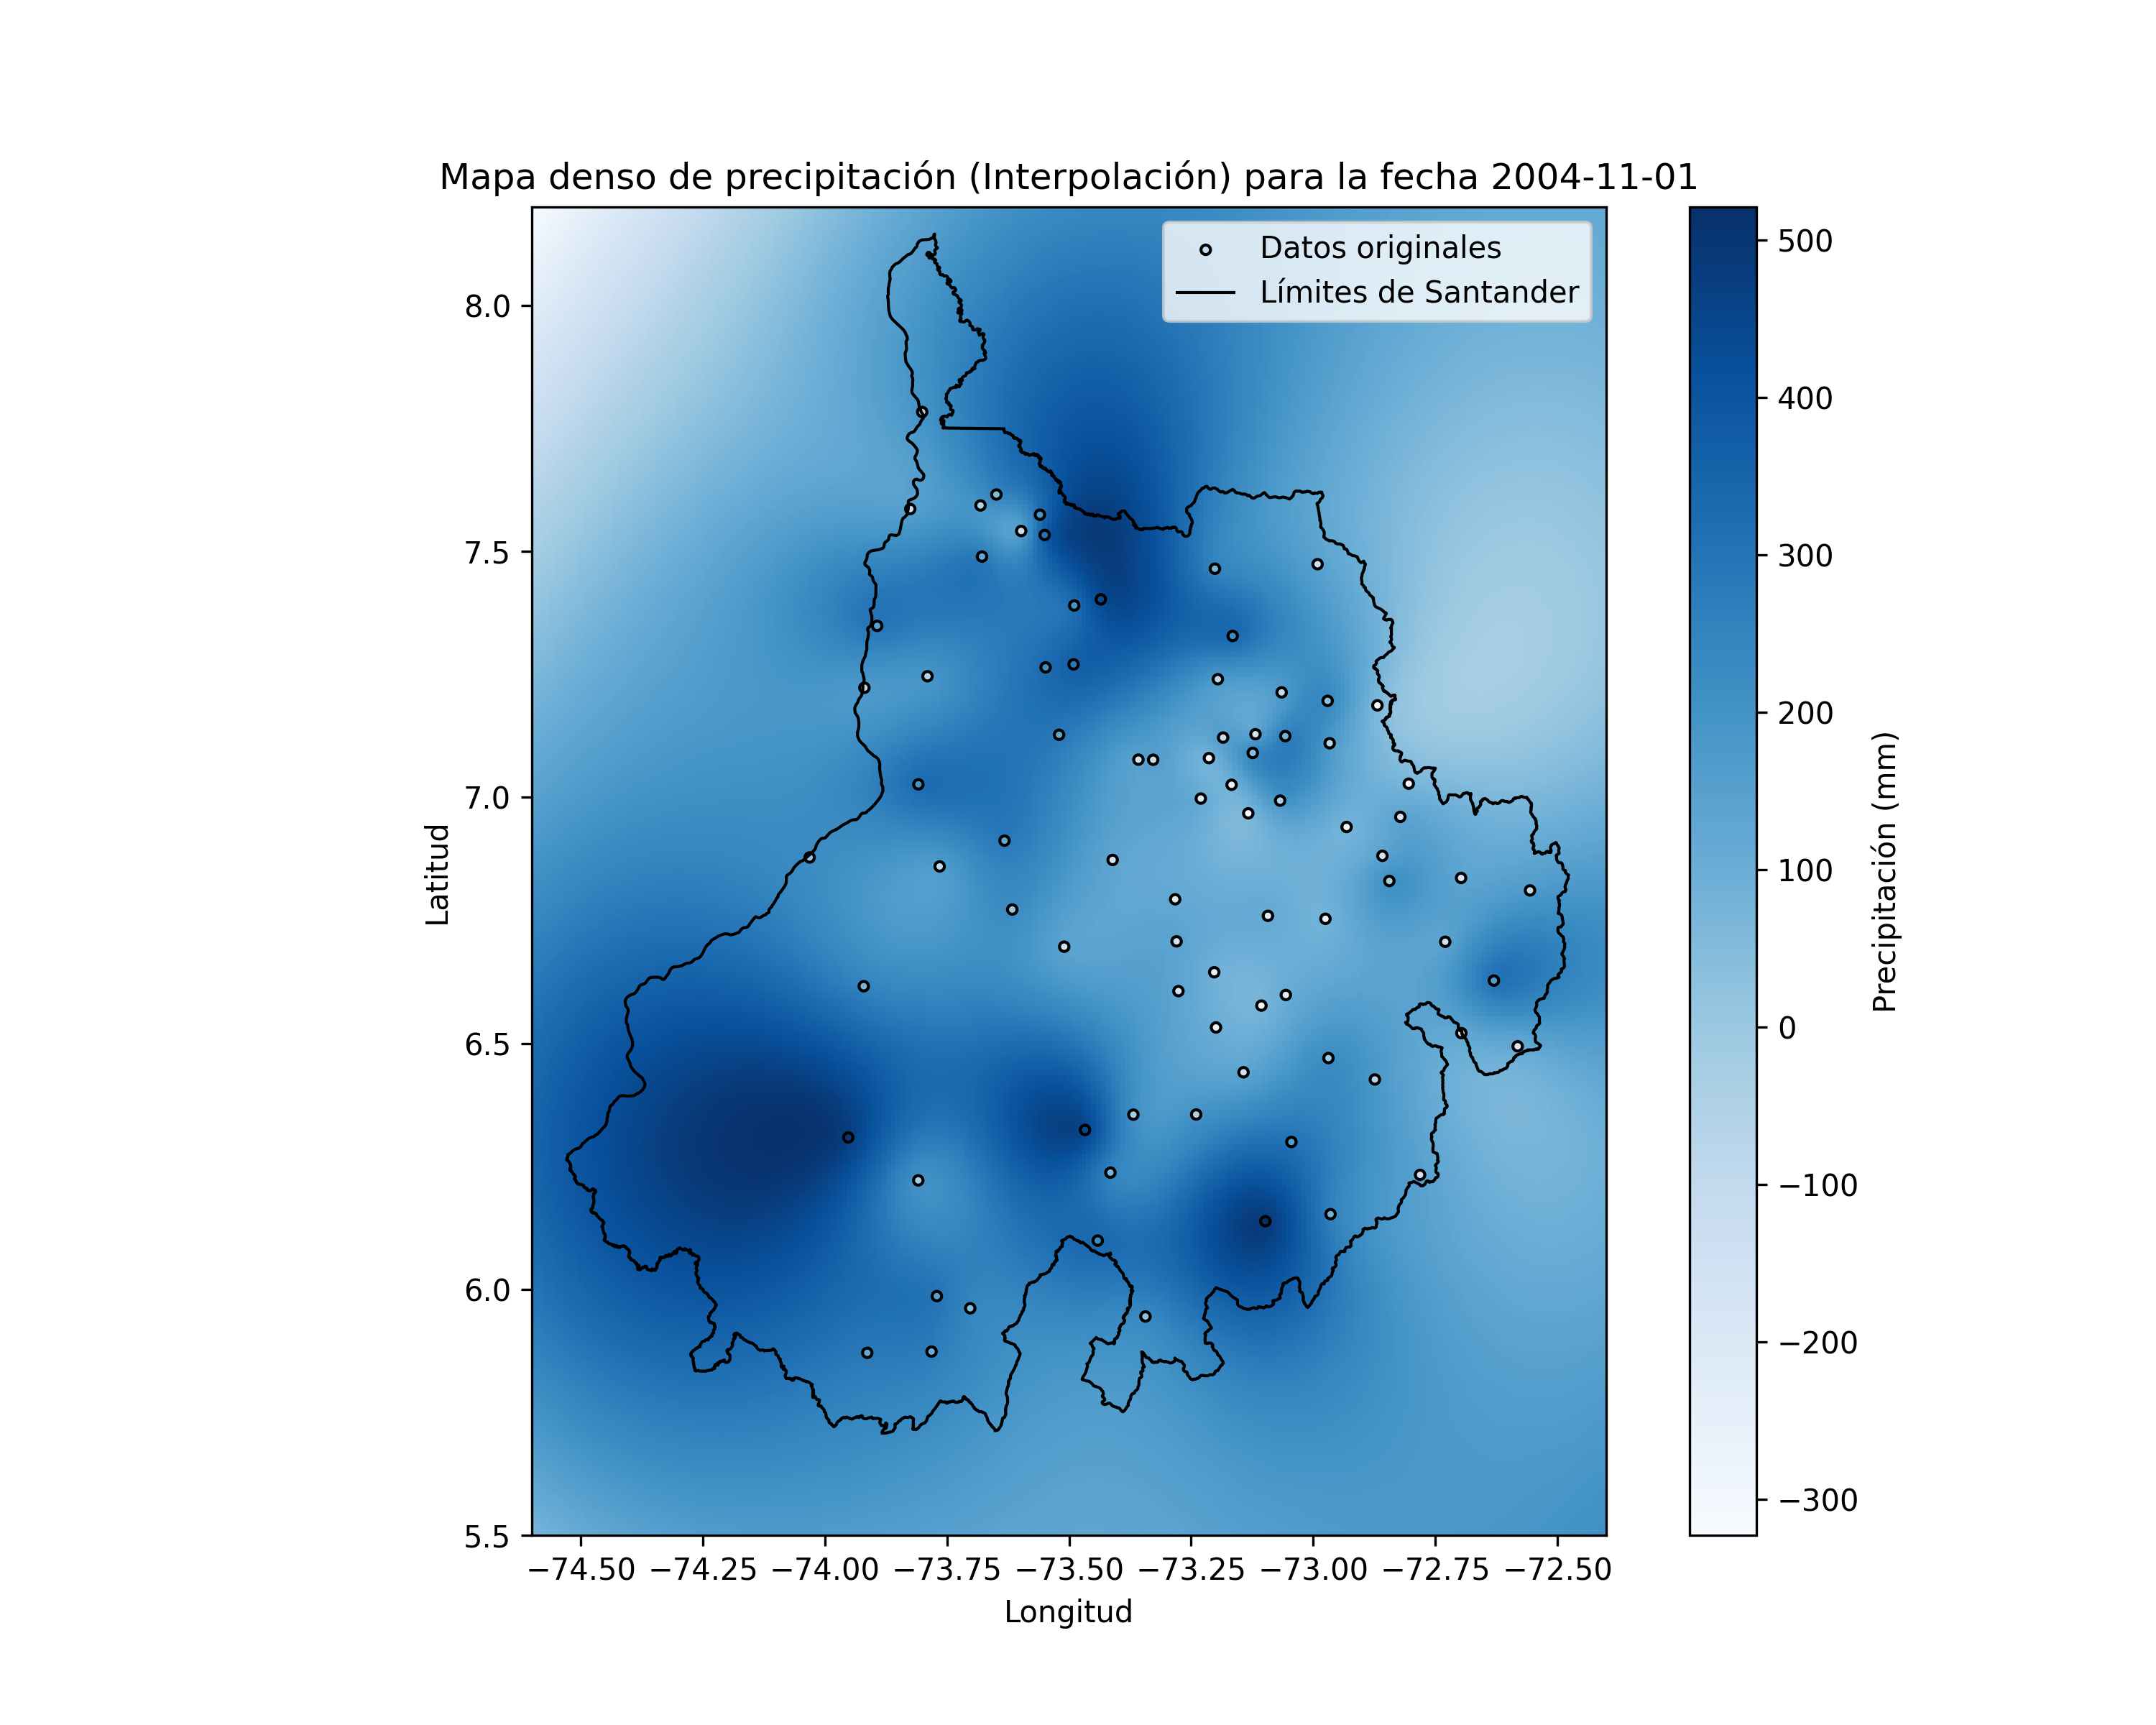 Mapa denso de precipitación (Interpolación) para la fecha 2004-11-01
Datos originales
Límites de Santander
8.0
7.5
7.0
6.5
6.0
5.5
Latitud
−74.50 −74.25 −74.00 −73.75 −73.50 −73.25 −73.00 −72.75 −72.50
Longitud
500
400
300
200
100
0
−100
−200
−300
Precipitación (mm)